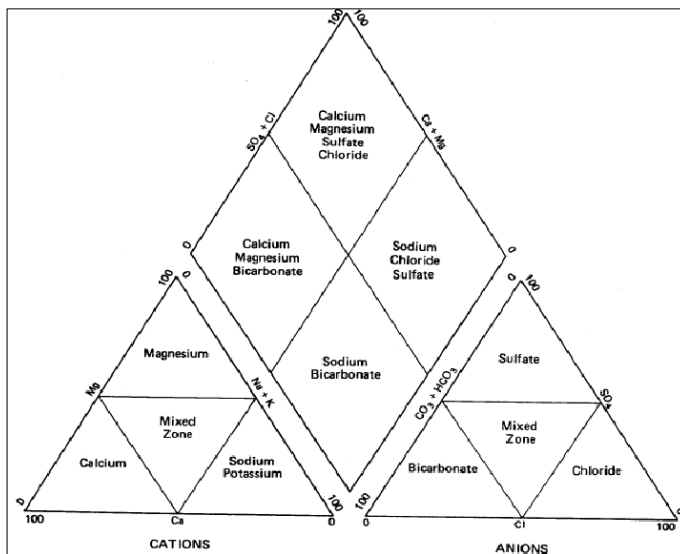 100
100
SO4 + Cl
Ca + Mg
Calcium
Magnesium
Sulfate
Chloride
0
0
Calcium
Magnesium
Bicarbonate
Sodium
Chloride
Sulfate
Sodium
Bicarbonate
100
0
Mg
Na + K
Magnesium
Mixed
Zone
Calcium
Sodium
Potassium
0
100
100
Ca
0
CATIONS
0
100
CO3 + HCO3
SO4
Sulfate
Mixed
Zone
Bicarbonate
Chloride
100
0
Cl
100
0
ANIONS